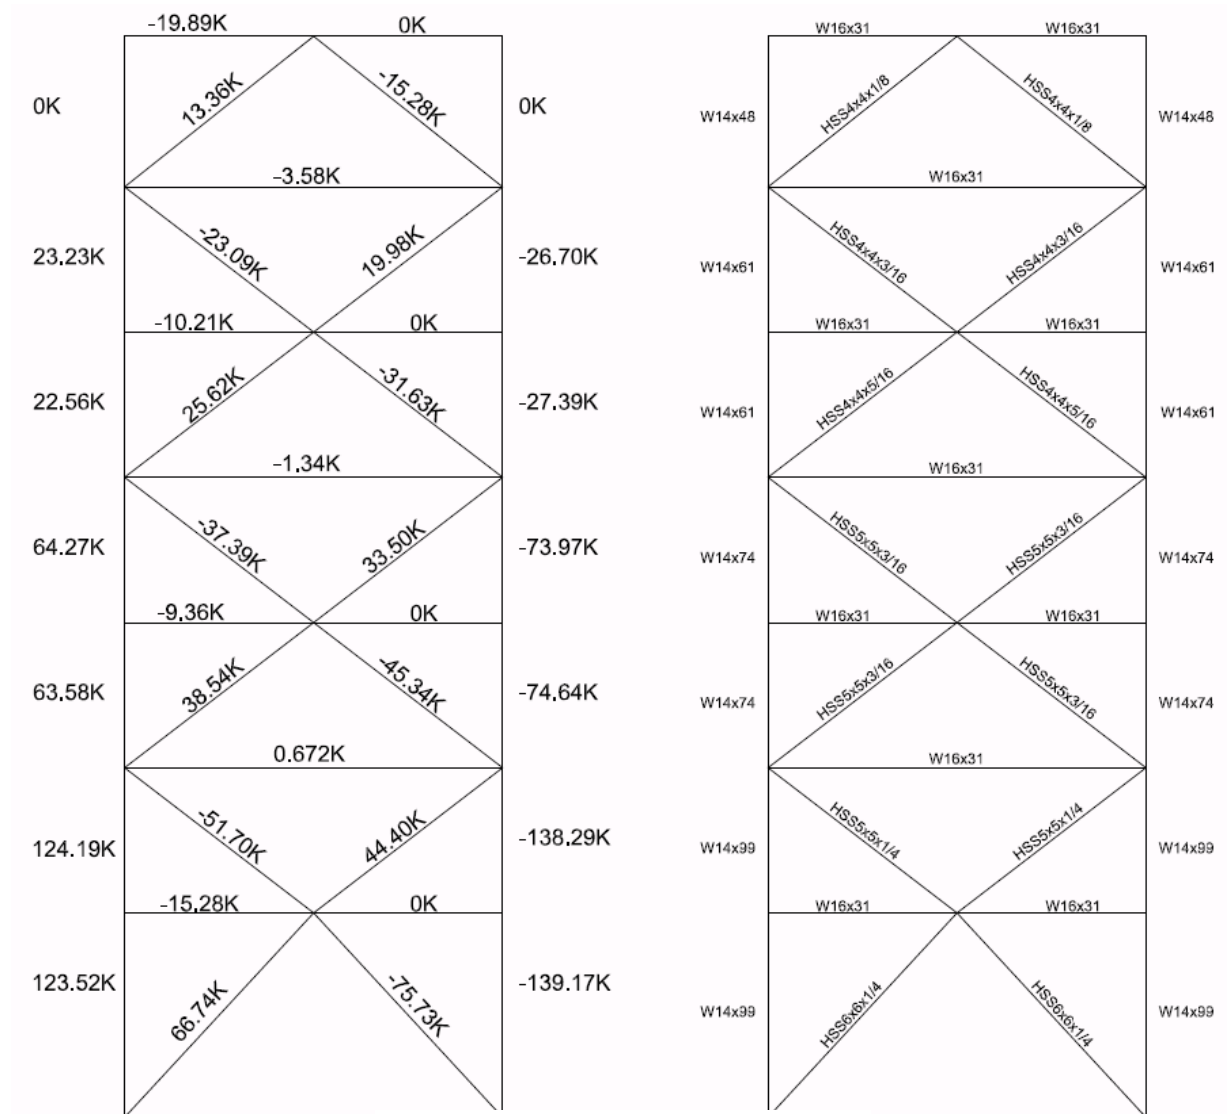 -19.89K 0K
0K 13.36K -15.28K 0K
-3.58K
23.23K -23.09K 19.98K -26.70K
-10.21K 0K
22.56K 25.62K -31.63K -27.39K
-1.34K
64.27K -37.39K 33.50K -73.97K
-9.36K 0K
63.58K 38.54K -45.34K -74.64K
0.672K
124.19K -51.70K 44.40K -138.29K
-15.28K 0K
123.52K 66.74K -75.73K -139.17K
W16x31 W16x31
W14x48 HSS4x4x1/8 HSS4x4x1/8 W14x48
W16x31
W14x61 HSS4x4x3/16 HSS4x4x3/16 W14x61
W16x31 W16x31
W14x61 HSS4x4x5/16 HSS4x4x5/16 W14x61
W16x31
W14x74 HSS5x5x3/16 HSS5x5x3/16 W14x74
W16x31 W16x31
W14x74 HSS5x5x3/16 HSS5x5x3/16 W14x74
W16x31
W14x99 HSS5x5x1/4 HSS5x5x1/4 W14x99
W16x31 W16x31
W14x99 HSS6x6x1/4 HSS6x6x1/4 W14x99